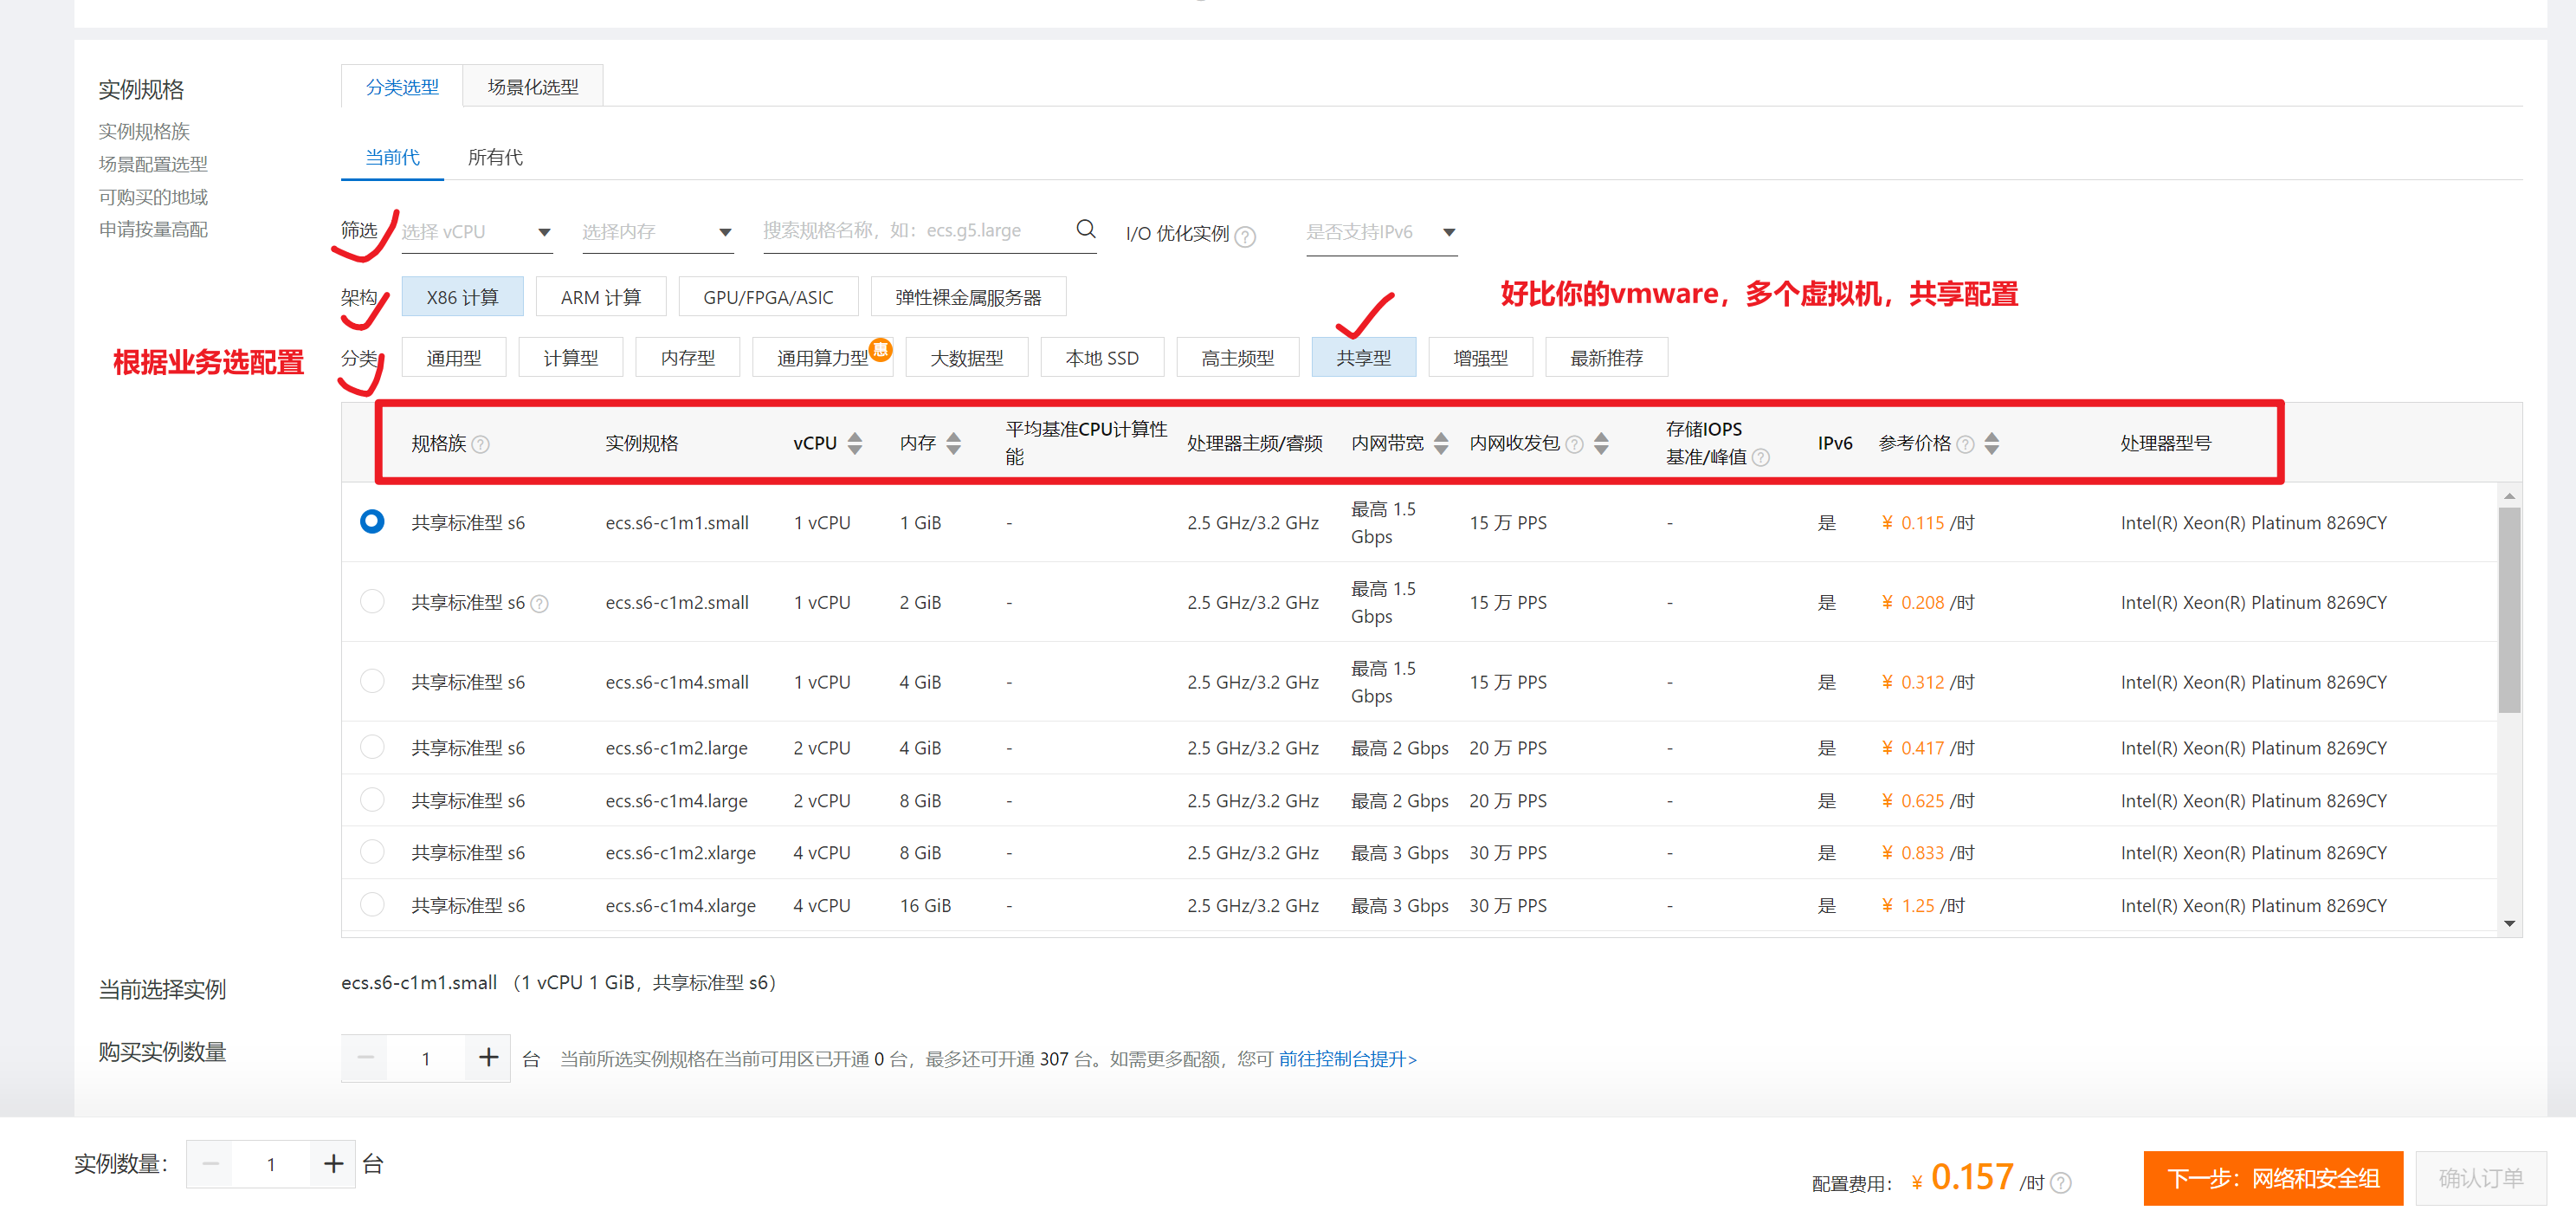 实例规格
实例规格族
场景配置选型
可购买的地域
申请按量高配
分类选型 场景化选型
当前代 所有代
筛选 选择 vCPU 选择内存 搜索规格名称，如：ecs.g5.large I/O 优化实例 ? 是否支持IPv6
架构 X86 计算 ARM 计算 GPU/FPGA/ASIC 弹性裸金属服务器
好比你的vmware，多个虚拟机，共享配置
根据业务选配置
分类 通用型 计算型 内存型 通用算力型 惠 大数据型 本地 SSD 高主频型 共享型 增强型 最新推荐
规格族 ? 实例规格 vCPU 内存 平均基准CPU计算性能 处理器主频/睿频 内网带宽 内网收发包 ? 存储IOPS 基准/峰值 ? IPv6 参考价格 ? 处理器型号
共享标准型 s6 ecs.s6-c1m1.small 1 vCPU 1 GiB - 2.5 GHz/3.2 GHz 最高 1.5 Gbps 15 万 PPS - 是 ¥ 0.115 /时 Intel(R) Xeon(R) Platinum 8269CY
共享标准型 s6 ? ecs.s6-c1m2.small 1 vCPU 2 GiB - 2.5 GHz/3.2 GHz 最高 1.5 Gbps 15 万 PPS - 是 ¥ 0.208 /时 Intel(R) Xeon(R) Platinum 8269CY
共享标准型 s6 ecs.s6-c1m4.small 1 vCPU 4 GiB - 2.5 GHz/3.2 GHz 最高 1.5 Gbps 15 万 PPS - 是 ¥ 0.312 /时 Intel(R) Xeon(R) Platinum 8269CY
共享标准型 s6 ecs.s6-c1m2.large 2 vCPU 4 GiB - 2.5 GHz/3.2 GHz 最高 2 Gbps 20 万 PPS - 是 ¥ 0.417 /时 Intel(R) Xeon(R) Platinum 8269CY
共享标准型 s6 ecs.s6-c1m4.large 2 vCPU 8 GiB - 2.5 GHz/3.2 GHz 最高 2 Gbps 20 万 PPS - 是 ¥ 0.625 /时 Intel(R) Xeon(R) Platinum 8269CY
共享标准型 s6 ecs.s6-c1m2.xlarge 4 vCPU 8 GiB - 2.5 GHz/3.2 GHz 最高 3 Gbps 30 万 PPS - 是 ¥ 0.833 /时 Intel(R) Xeon(R) Platinum 8269CY
共享标准型 s6 ecs.s6-c1m4.xlarge 4 vCPU 16 GiB - 2.5 GHz/3.2 GHz 最高 3 Gbps 30 万 PPS - 是 ¥ 1.25 /时 Intel(R) Xeon(R) Platinum 8269CY
当前选择实例 ecs.s6-c1m1.small （1 vCPU 1 GiB，共享标准型 s6）
购买实例数量 1 台 当前所选实例规格在当前可用区已开通 0 台，最多还可开通 307 台。如需更多配额，您可 前往控制台提升>
实例数量： 1 台 配置费用： ¥ 0.157 /时 ? 下一步：网络和安全组 确认订单